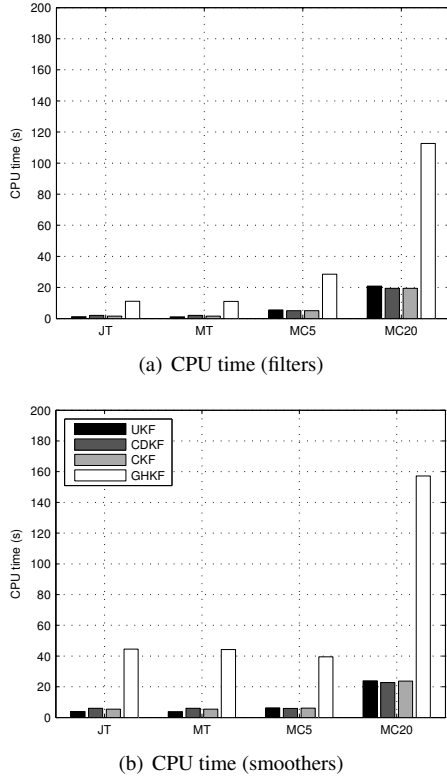 200
180
160
140
120
100
80
60
40
20
0
CPU time (s)
JT MT MC5 MC20
(a) CPU time (filters)
200
180
160
140
120
100
80
60
40
20
0
CPU time (s)
UKF
CDKF
CKF
GHKF
JT MT MC5 MC20
(b) CPU time (smoothers)